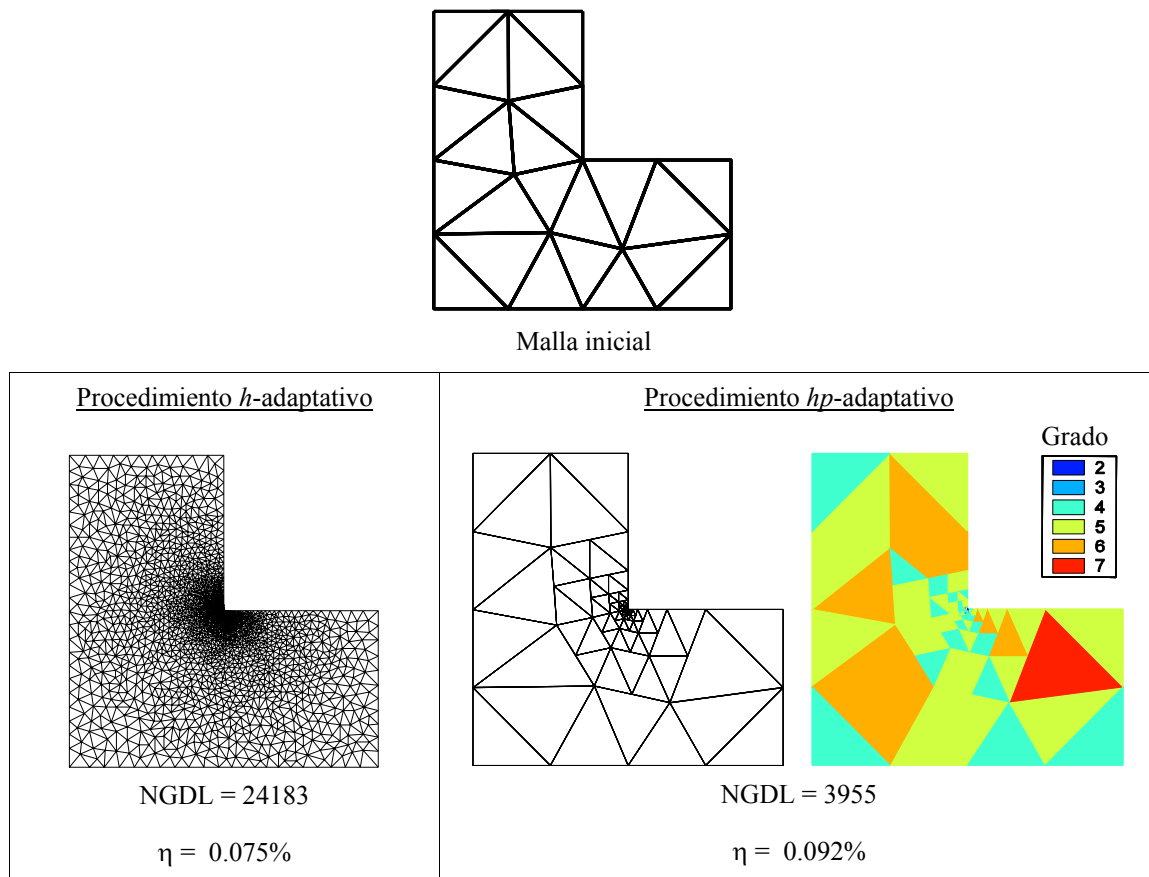 Malla inicial
Procedimiento h-adaptativo
Procedimiento hp-adaptativo
Grado
2
3
4
5
6
7
NGDL = 24183
η = 0.075%
NGDL = 3955
η = 0.092%